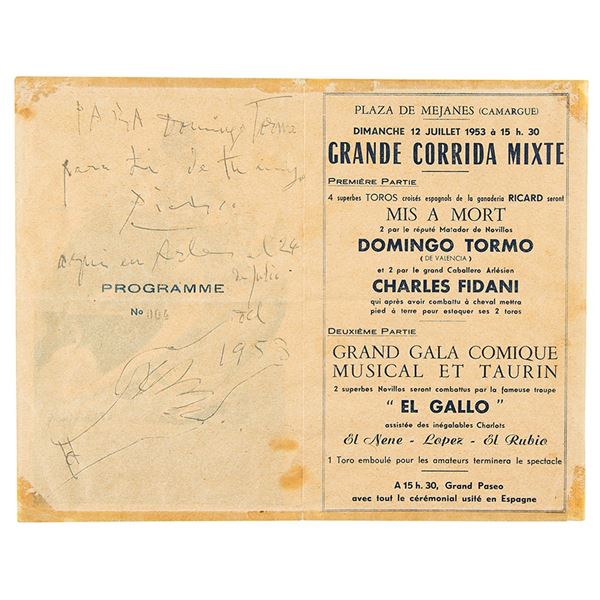 PARA Domingo Tormo
para ti de tu amigo
Picasso
aqui en Arles el 24
de julio
PROGRAMME
No 004
del
1953
PLAZA DE MEJANES (CAMARGUE)
DIMANCHE 12 JUILLET 1953 à 15 h. 30
GRANDE CORRIDA MIXTE
PREMIÈRE PARTIE
4 superbes TOROS croisés espagnols de la ganaderia RICARD seront
MIS A MORT
2 par le réputé Matador de Novillos
DOMINGO TORMO
(DE VALENCIA)
et 2 par le grand Caballero Arlésien
CHARLES FIDANI
qui après avoir combattu à cheval mettra
pied à terre pour estoquer ses 2 toros
DEUXIÈME PARTIE
GRAND GALA COMIQUE
MUSICAL ET TAURIN
2 superbes Novillos seront combattus par la fameuse troupe
" EL GALLO "
assistée des inégalables Charlots
El Nene - Lopez - El Rubio
1 Toro emboulé pour les amateurs terminera le spectacle
A 15 h. 30, Grand Paseo
avec tout le cérémonial usité en Espagne